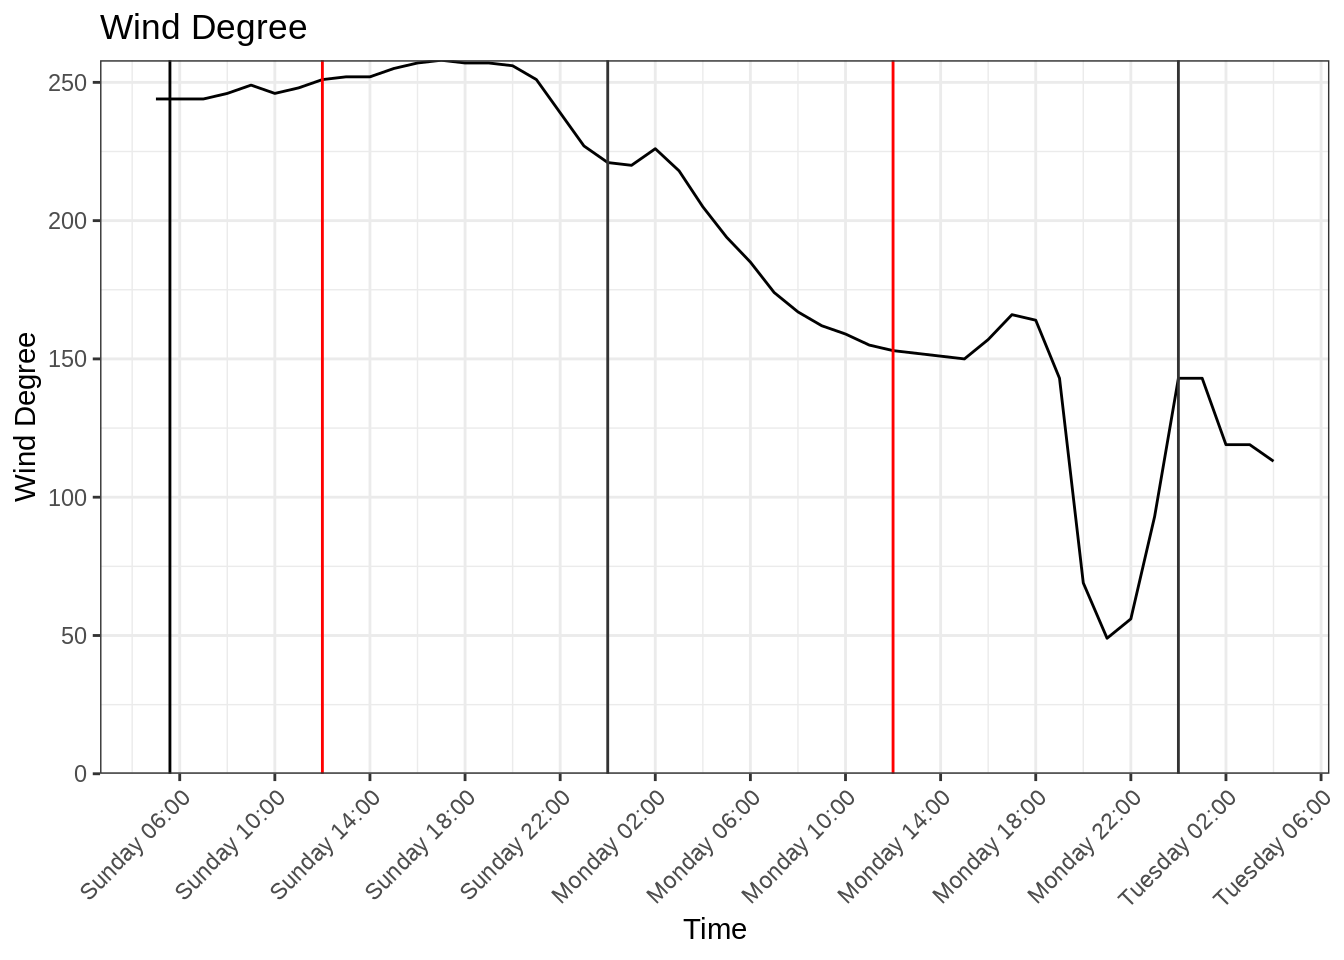 Wind Degree
Wind Degree
250
200
150
100
50
0
Sunday 06:00
Sunday 10:00
Sunday 14:00
Sunday 18:00
Sunday 22:00
Monday 02:00
Monday 06:00
Monday 10:00
Monday 14:00
Monday 18:00
Monday 22:00
Tuesday 02:00
Tuesday 06:00
Time